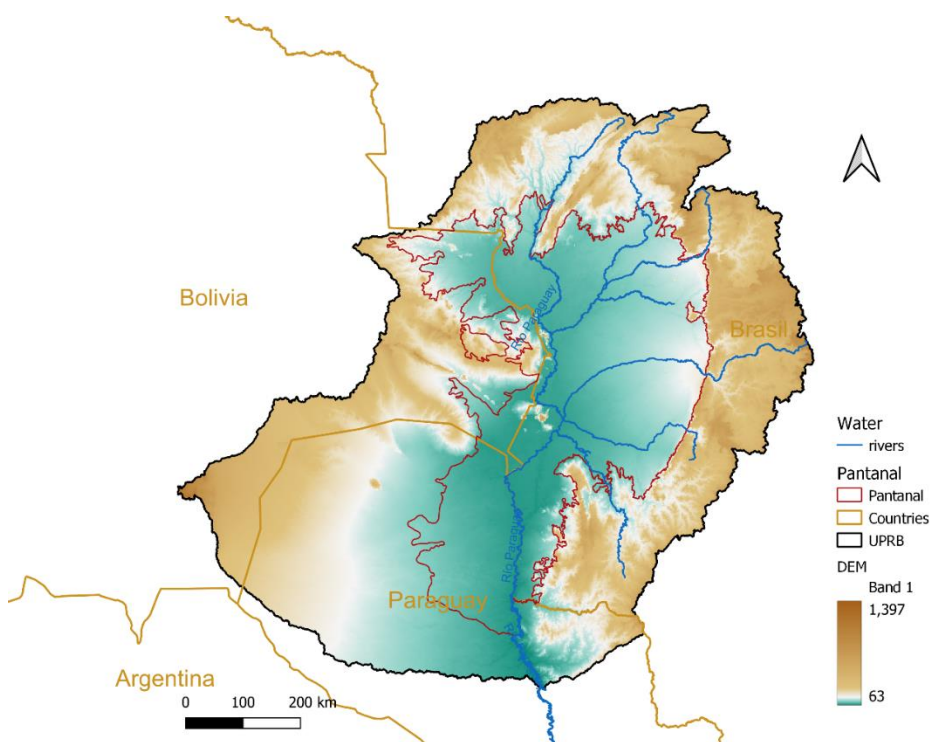 Bolivia
Rio Paraguay
Brasil
Rio Paraguay
Paraguay
Argentina
0 100 200 km
Water
rivers
Pantanal
Pantanal
Countries
UPRB
DEM
Band 1
1,397
63